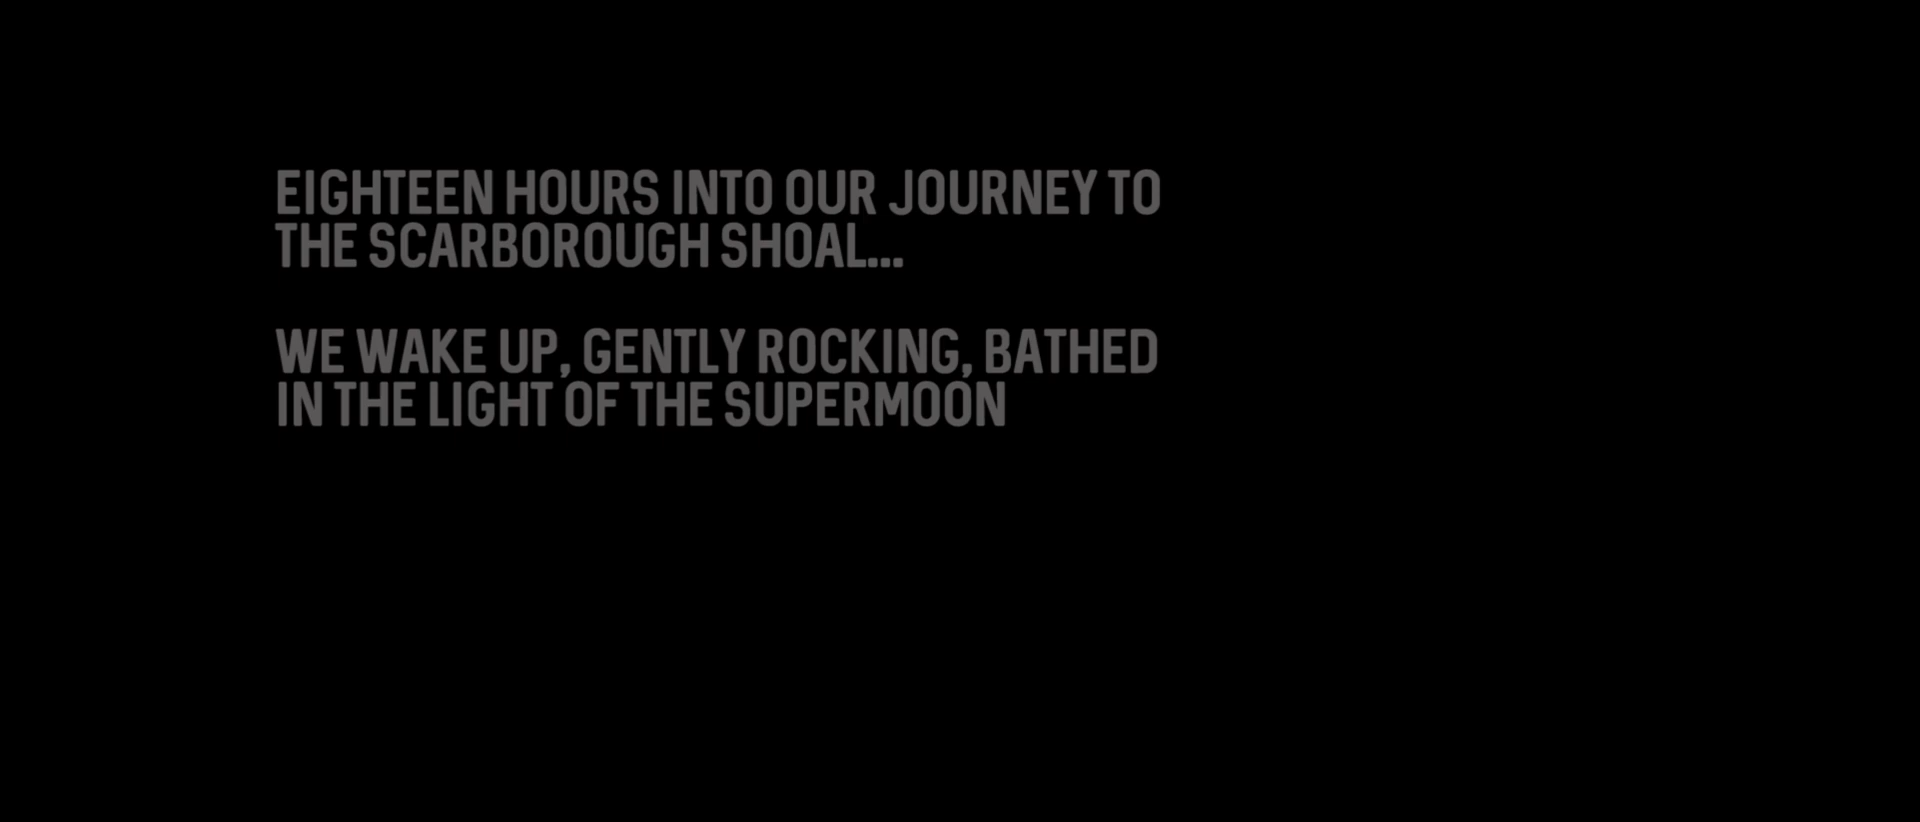 EIGHTEEN HOURS INTO OUR JOURNEY TO
THE SCARBOROUGH SHOAL...
WE WAKE UP, GENTLY ROCKING, BATHED
IN THE LIGHT OF THE SUPERMOON